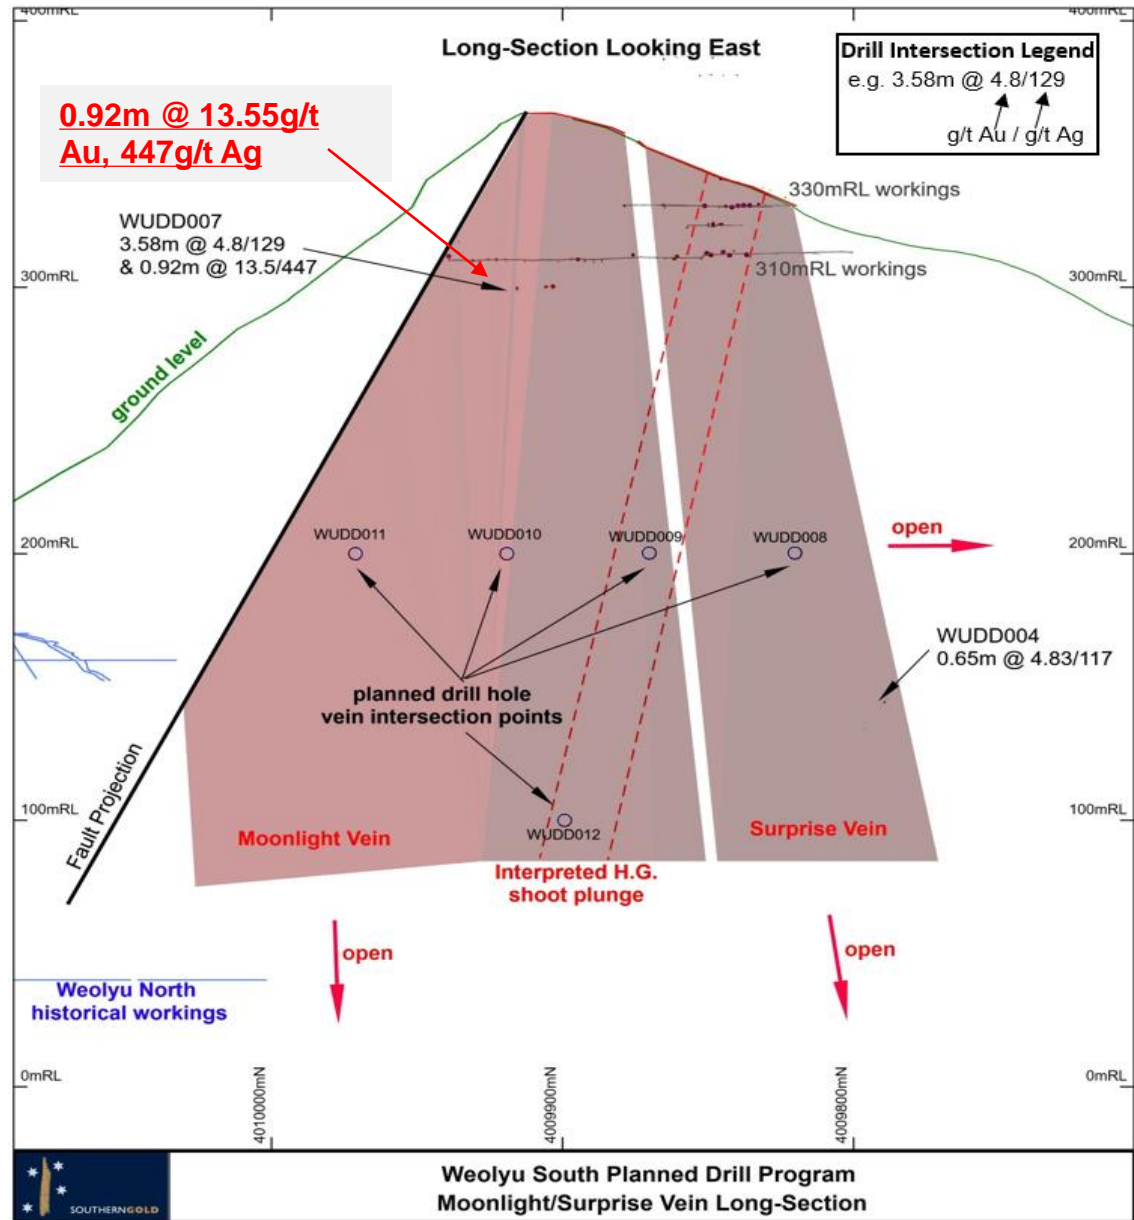 400mRL
400mRL
Long-Section Looking East
Drill Intersection Legend
e.g. 3.58m @ 4.8/129
g/t Au / g/t Ag
0.92m @ 13.55g/t
Au, 447g/t Ag
WUDD007
3.58m @ 4.8/129
& 0.92m @ 13.5/447
330mRL workings
310mRL workings
300mRL
300mRL
ground level
WUDD011
WUDD010
WUDD009
WUDD008
open
200mRL
200mRL
WUDD004
0.65m @ 4.83/117
planned drill hole
vein intersection points
Fault Projection
100mRL
100mRL
WUDD012
Moonlight Vein
Surprise Vein
Interpreted H.G.
shoot plunge
open
open
Weolyu North
historical workings
0mRL
0mRL
4010000mN
4009900mN
4009800mN
SOUTHERNGOLD
Weolyu South Planned Drill Program
Moonlight/Surprise Vein Long-Section